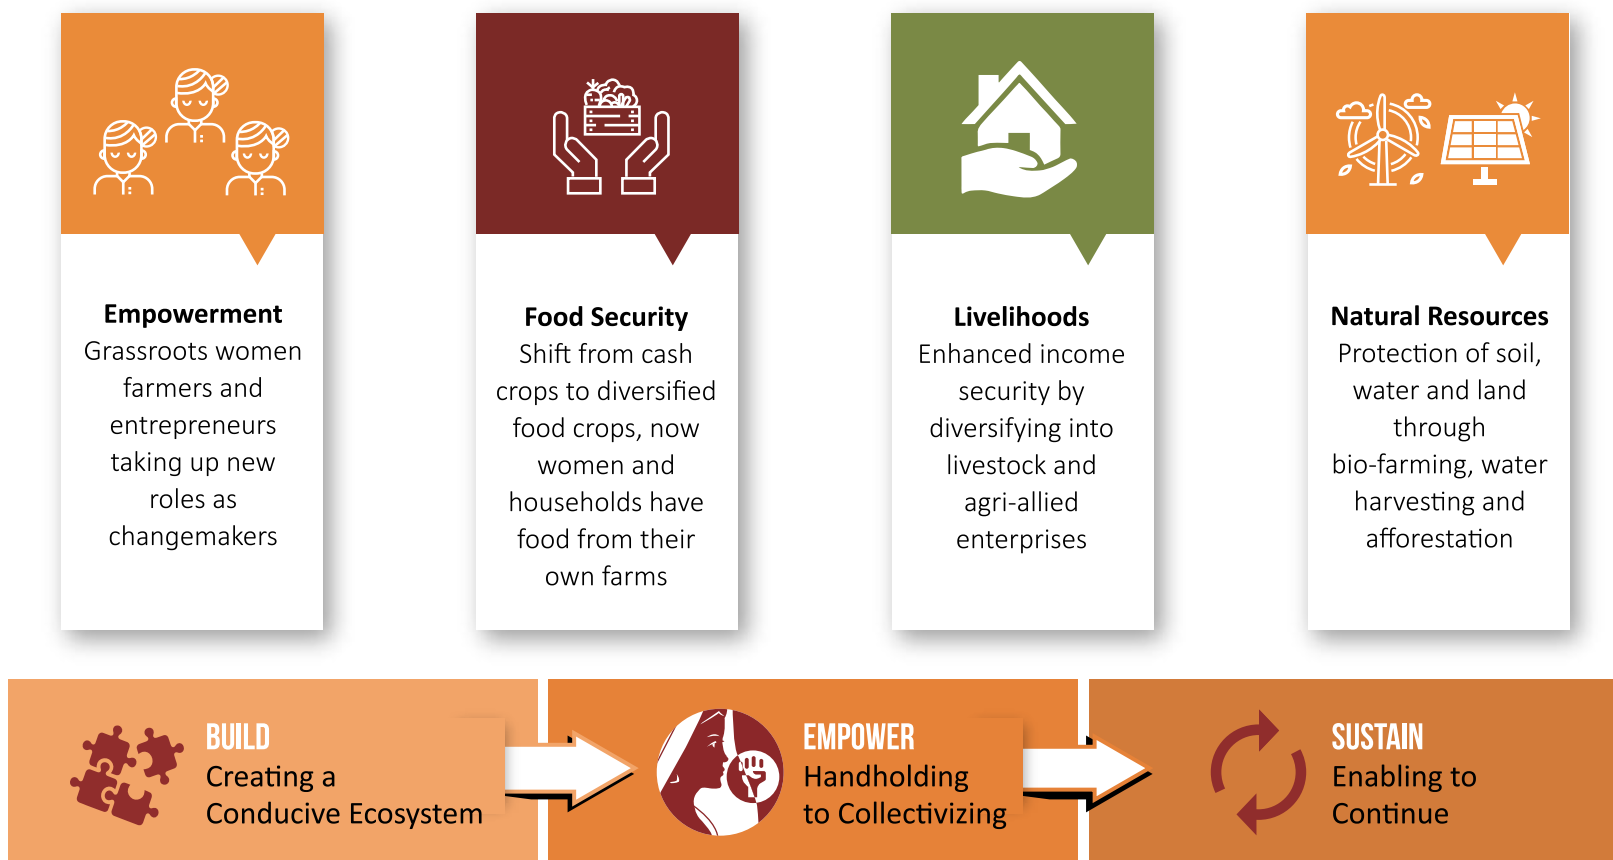 Empowerment
Grassroots women
farmers and
entrepreneurs
taking up new
roles as
changemakers
Food Security
Shift from cash
crops to diversified
food crops, now
women and
households have
food from their
own farms
Livelihoods
Enhanced income
security by
diversifying into
livestock and
agri-allied
enterprises
Natural Resources
Protection of soil,
water and land
through
bio-farming, water
harvesting and
afforestation
BUILD
Creating a
Conducive Ecosystem
EMPOWER
Handholding
to Collectivizing
SUSTAIN
Enabling to
Continue